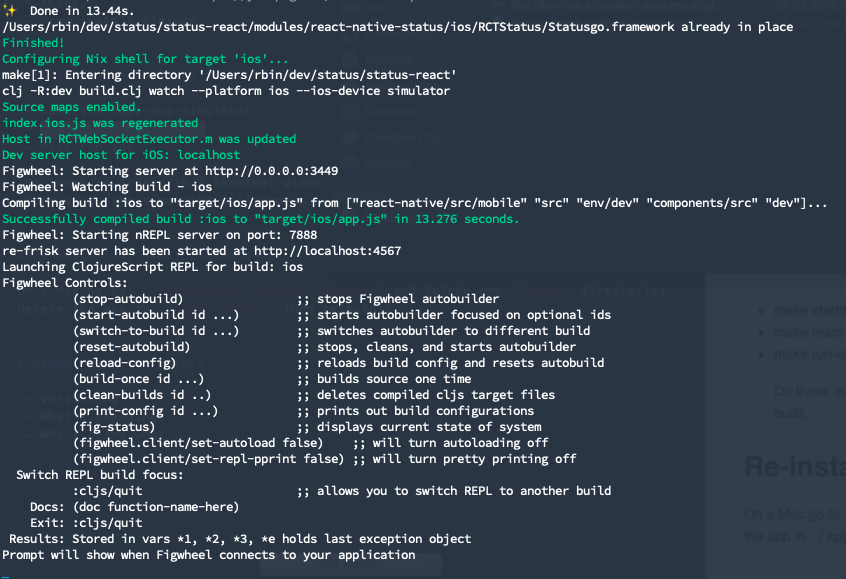 ✨  Done in 13.44s.
/Users/rbin/dev/status/status-react/modules/react-native-status/ios/RCTStatus/Statusgo.framework already in place
Finished!
Configuring Nix shell for target 'ios'...
make[1]: Entering directory '/Users/rbin/dev/status/status-react'
clj -R:dev build.clj watch --platform ios --ios-device simulator
Source maps enabled.
index.ios.js was regenerated
Host in RCTWebSocketExecutor.m was updated
Dev server host for iOS: localhost
Figwheel: Starting server at http://0.0.0.0:3449
Figwheel: Watching build - ios
Compiling build :ios to "target/ios/app.js" from ["react-native/src/mobile" "src" "env/dev" "components/src" "dev"]...
Successfully compiled build :ios to "target/ios/app.js" in 13.276 seconds.
Figwheel: Starting nREPL server on port: 7888
re-frisk server has been started at http://localhost:4567
Launching ClojureScript REPL for build: ios
Figwheel Controls:
(stop-autobuild) ;; stops Figwheel autobuilder
(start-autobuild id ...) ;; starts autobuilder focused on optional ids
(switch-to-build id ...) ;; switches autobuilder to different build
(reset-autobuild) ;; stops, cleans, and starts autobuilder
(reload-config) ;; reloads build config and resets autobuild
(build-once id ...) ;; builds source one time
(clean-builds id ..) ;; deletes compiled cljs target files
(print-config id ...) ;; prints out build configurations
(fig-status) ;; displays current state of system
(figwheel.client/set-autoload false) ;; will turn autoloading off
(figwheel.client/set-repl-pprint false) ;; will turn pretty printing off
Switch REPL build focus:
:cljs/quit ;; allows you to switch REPL to another build
Docs: (doc function-name-here)
Exit: :cljs/quit
Results: Stored in vars *1, *2, *3, *e holds last exception object
Prompt will show when Figwheel connects to your application